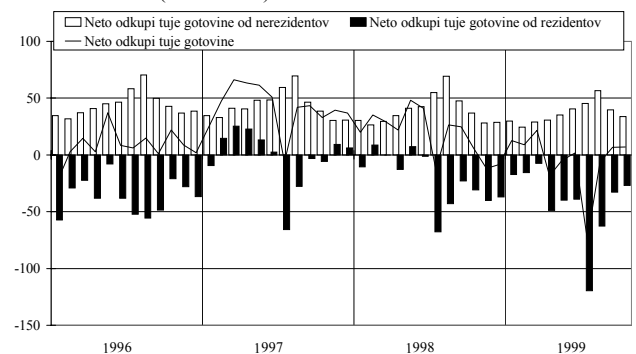 Neto odkupi tuje gotovine od nerezidentov Neto odkupi tuje gotovine od rezidentov
Neto odkupi tuje gotovine
100
50
0
-50
-100
-150
1996 1997 1998 1999